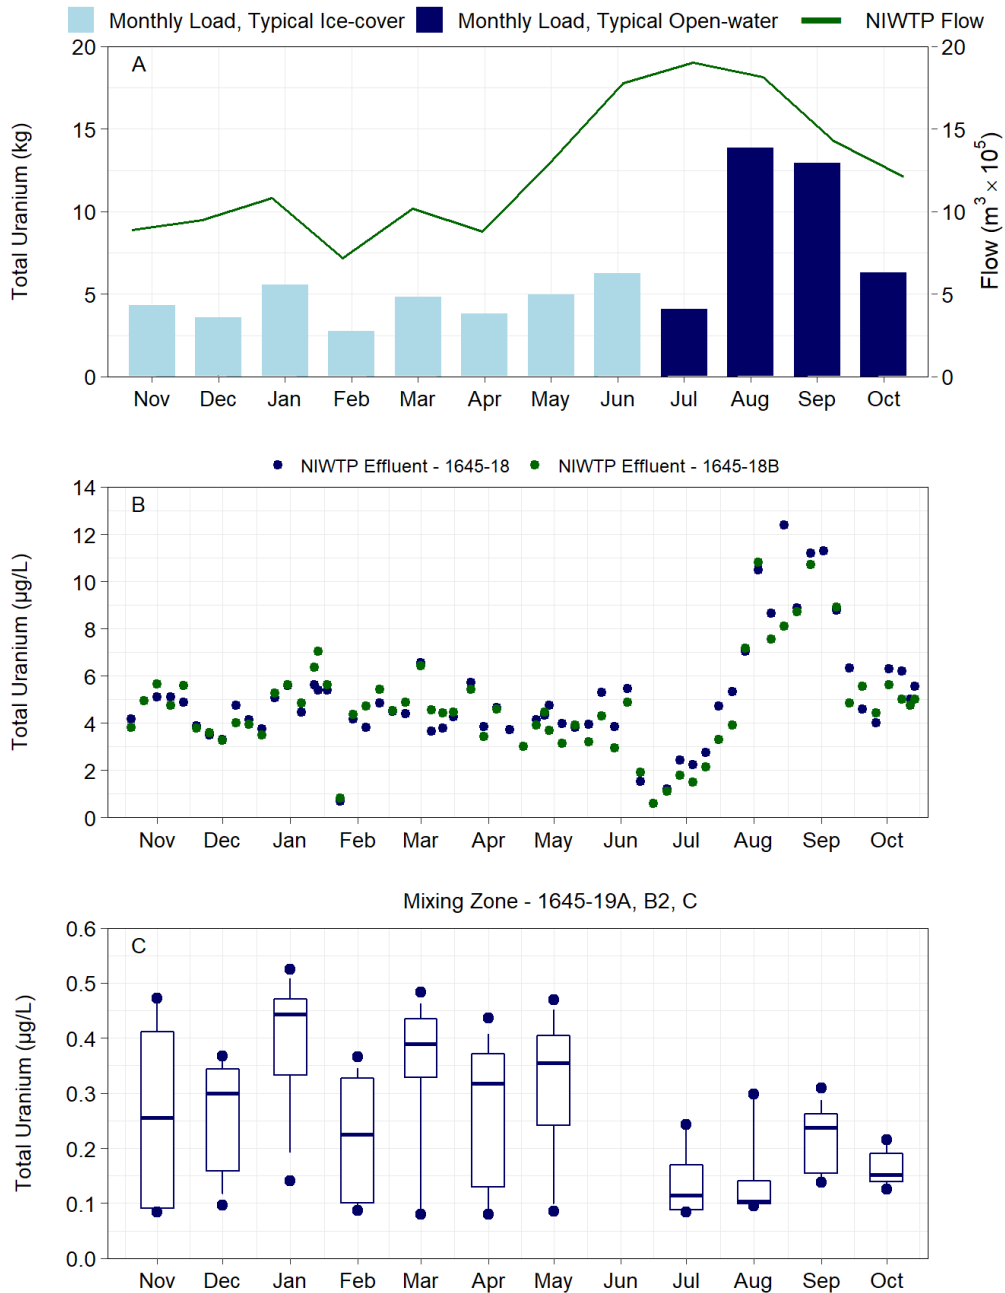 Monthly Load, Typical Ice-cover Monthly Load, Typical Open-water NIWTP Flow
A
Total Uranium (kg)
20
15
10
5
0
20
15
10
5
0
Flow (m³ × 10⁵)
Nov Dec Jan Feb Mar Apr May Jun Jul Aug Sep Oct
NIWTP Effluent - 1645-18 NIWTP Effluent - 1645-18B
B
Total Uranium (µg/L)
14
12
10
8
6
4
2
0
Nov Dec Jan Feb Mar Apr May Jun Jul Aug Sep Oct
Mixing Zone - 1645-19A, B2, C
C
Total Uranium (µg/L)
0.6
0.5
0.4
0.3
0.2
0.1
0.0
Nov Dec Jan Feb Mar Apr May Jun Jul Aug Sep Oct